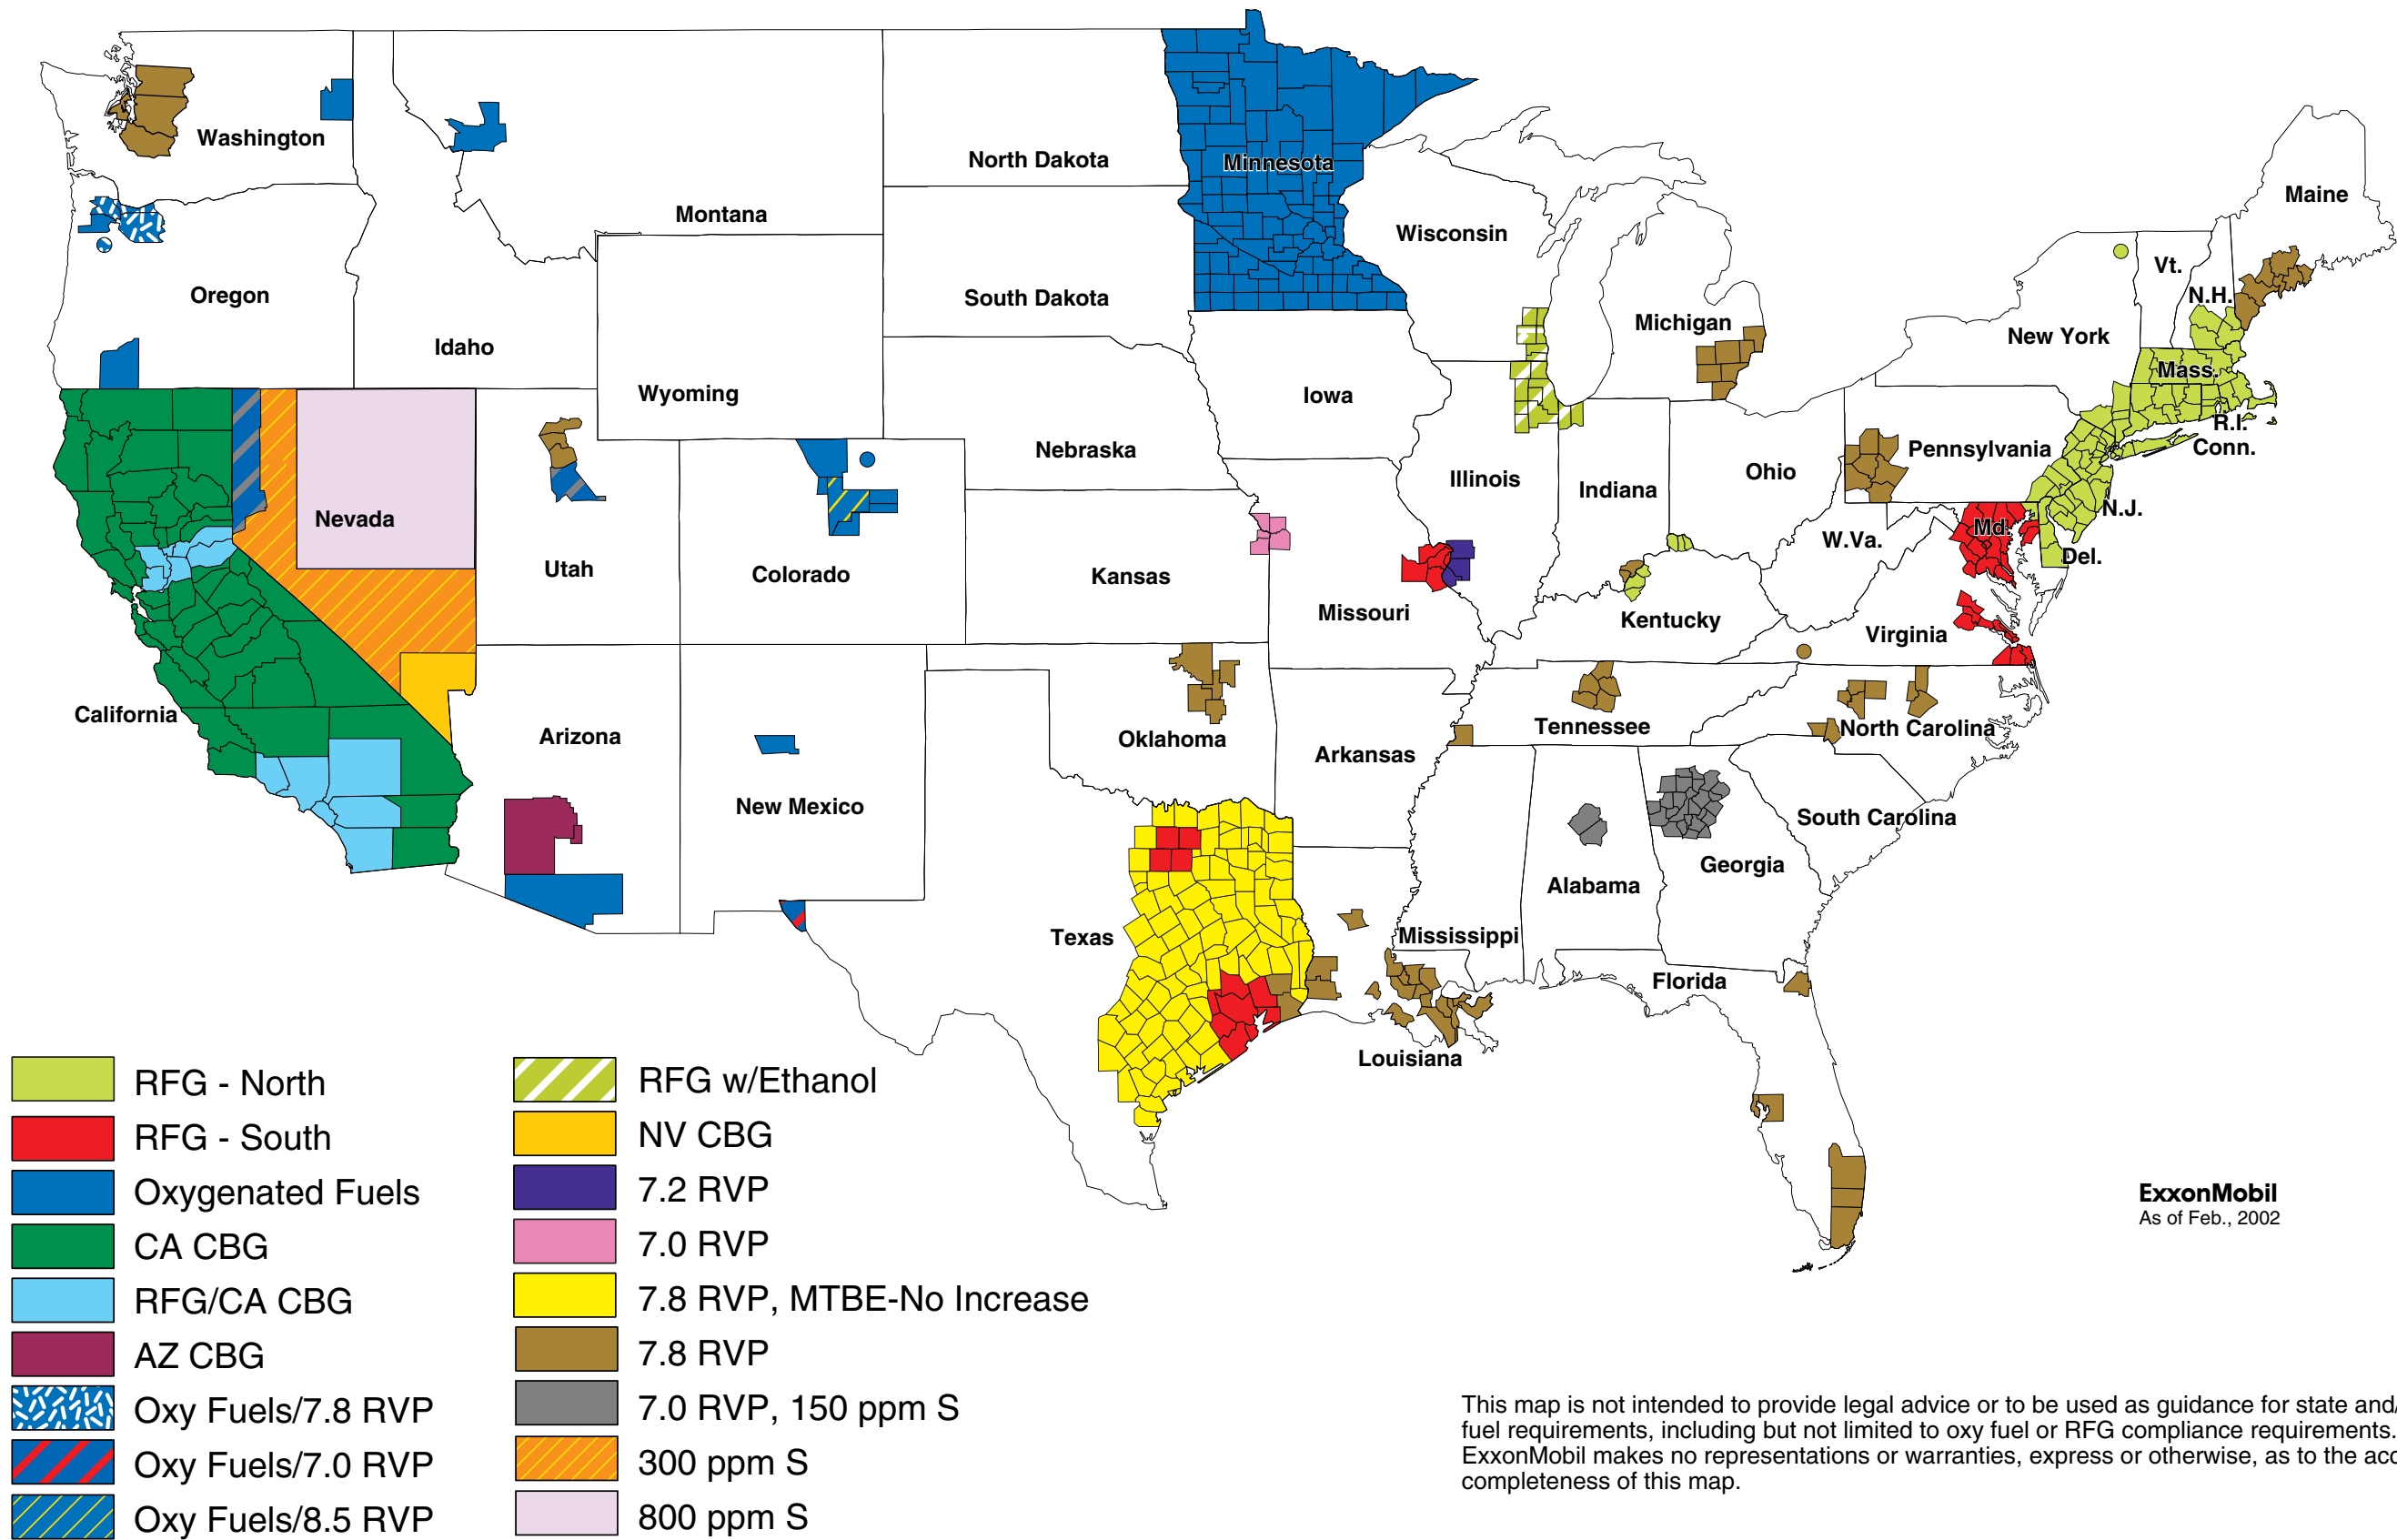 Washington
Montana
North Dakota
Minnesota
Wisconsin
Michigan
Maine
Vt.
N.H.
New York
Mass.
R.I.
Conn.
Oregon
Idaho
Wyoming
South Dakota
Nebraska
Iowa
Illinois
Indiana
Ohio
Pennsylvania
N.J.
Md.
Del.
W.Va.
Virginia
Nevada
Utah
Colorado
Kansas
Missouri
Kentucky
California
Arizona
New Mexico
Oklahoma
Arkansas
Tennessee
North Carolina
South Carolina
Georgia
Alabama
Mississippi
Texas
Louisiana
Florida
RFG - North
RFG - South
Oxygenated Fuels
CA CBG
RFG/CA CBG
AZ CBG
Oxy Fuels/7.8 RVP
Oxy Fuels/7.0 RVP
Oxy Fuels/8.5 RVP
RFG w/Ethanol
NV CBG
7.2 RVP
7.0 RVP
7.8 RVP, MTBE-No Increase
7.8 RVP
7.0 RVP, 150 ppm S
300 ppm S
800 ppm S
ExxonMobil
As of Feb., 2002
This map is not intended to provide legal advice or to be used as guidance for state and/
fuel requirements, including but not limited to oxy fuel or RFG compliance requirements.
ExxonMobil makes no representations or warranties, express or otherwise, as to the
completeness of this map.